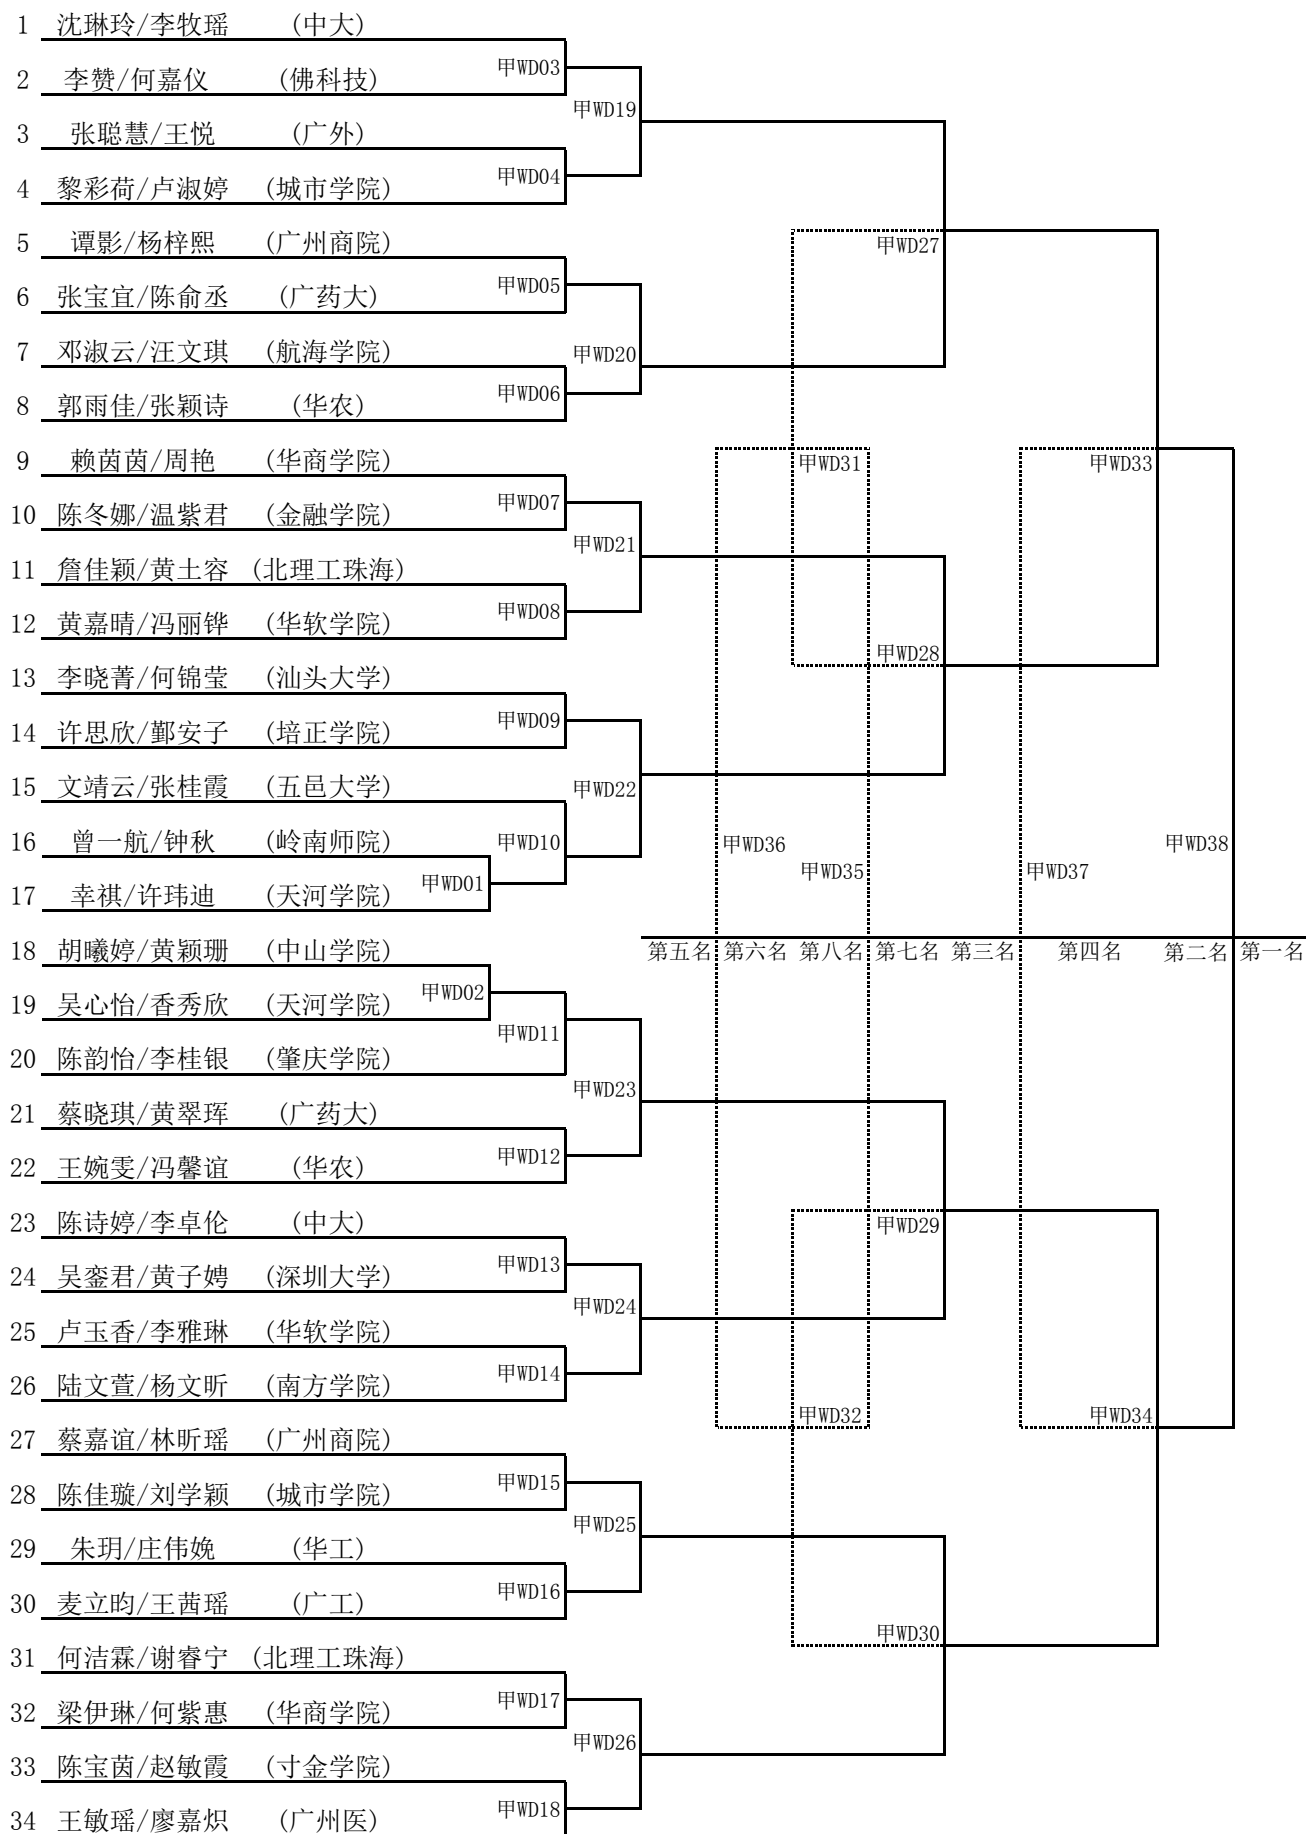 1 沈琳玲/李牧瑶 (中大)
甲WD03
2 李赞/何嘉仪 (佛科技)
甲WD19
3 张聪慧/王悦 (广外)
甲WD04
4 黎彩荷/卢淑婷 (城市学院)
5 谭影/杨梓熙 (广州商院)
甲WD27
甲WD05
6 张宝宜/陈俞丞 (广药大)
7 邓淑云/汪文琪 (航海学院)
甲WD20
甲WD06
8 郭雨佳/张颖诗 (华农)
9 赖茵茵/周艳 (华商学院)
甲WD31
甲WD33
甲WD07
10 陈冬娜/温紫君 (金融学院)
甲WD21
11 詹佳颖/黄土容 (北理工珠海)
甲WD08
12 黄嘉晴/冯丽铧 (华软学院)
甲WD28
13 李晓菁/何锦莹 (汕头大学)
甲WD09
14 许思欣/鄞安子 (培正学院)
15 文靖云/张桂霞 (五邑大学)
甲WD22
16 曾一航/钟秋 (岭南师院)
甲WD10
甲WD36
甲WD38
甲WD35
甲WD37
甲WD01
17 幸祺/许玮迪 (天河学院)
18 胡曦婷/黄颖珊 (中山学院)
第五名 第六名 第八名 第七名 第三名 第四名 第二名 第一名
甲WD02
19 吴心怡/香秀欣 (天河学院)
甲WD11
20 陈韵怡/李桂银 (肇庆学院)
甲WD23
21 蔡晓琪/黄翠珲 (广药大)
甲WD12
22 王婉雯/冯馨谊 (华农)
23 陈诗婷/李卓伦 (中大)
甲WD29
甲WD13
24 吴銮君/黄子娉 (深圳大学)
甲WD24
25 卢玉香/李雅琳 (华软学院)
甲WD14
26 陆文萱/杨文昕 (南方学院)
甲WD32
甲WD34
27 蔡嘉谊/林昕瑶 (广州商院)
甲WD15
28 陈佳璇/刘学颖 (城市学院)
甲WD25
29 朱玥/庄伟娩 (华工)
甲WD16
30 麦立昀/王茜瑶 (广工)
甲WD30
31 何洁霖/谢睿宁 (北理工珠海)
甲WD17
32 梁伊琳/何紫惠 (华商学院)
甲WD26
33 陈宝茵/赵敏霞 (寸金学院)
甲WD18
34 王敏瑶/廖嘉炽 (广州医)